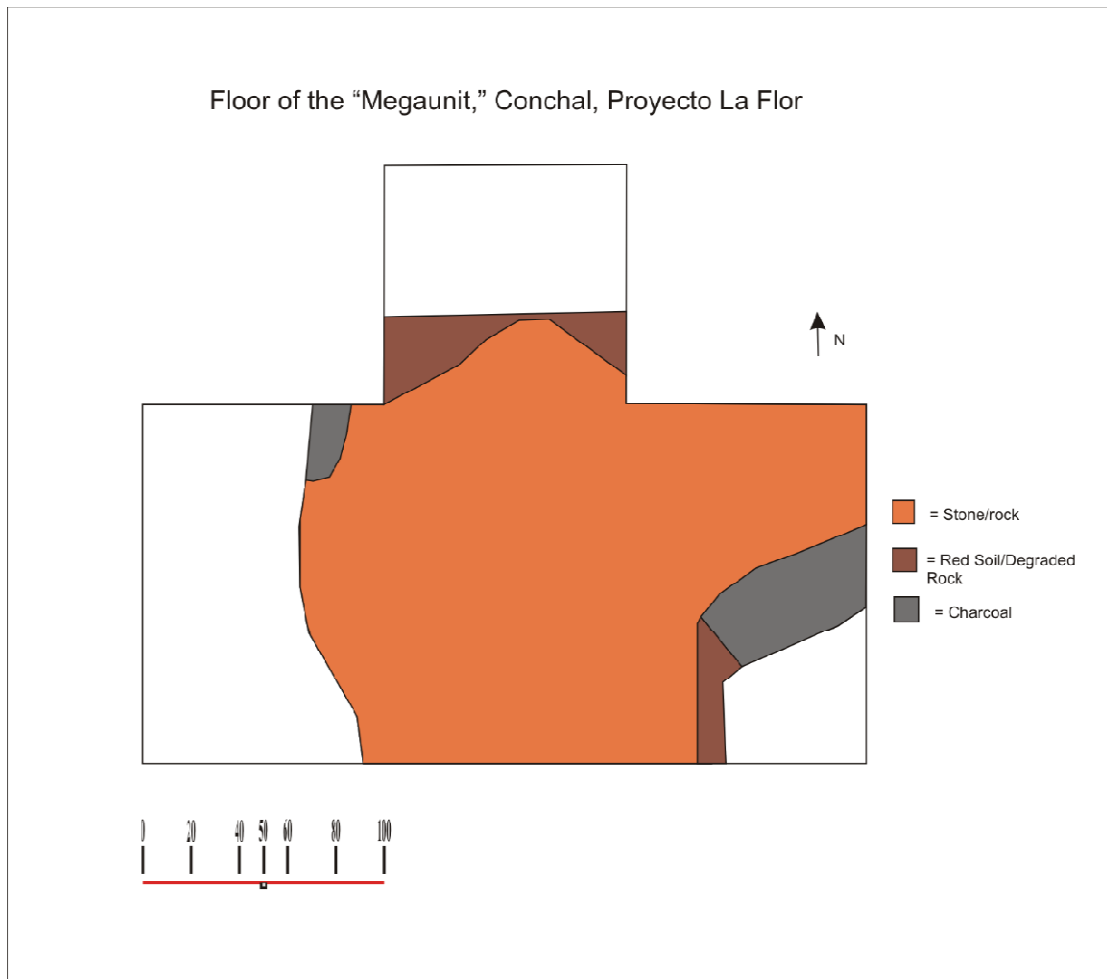 Floor of the “Megaunit,” Conchal, Proyecto La Flor
N
= Stone/rock
= Red Soil/Degraded
Rock
= Charcoal
0 20 40 50 60 80 100